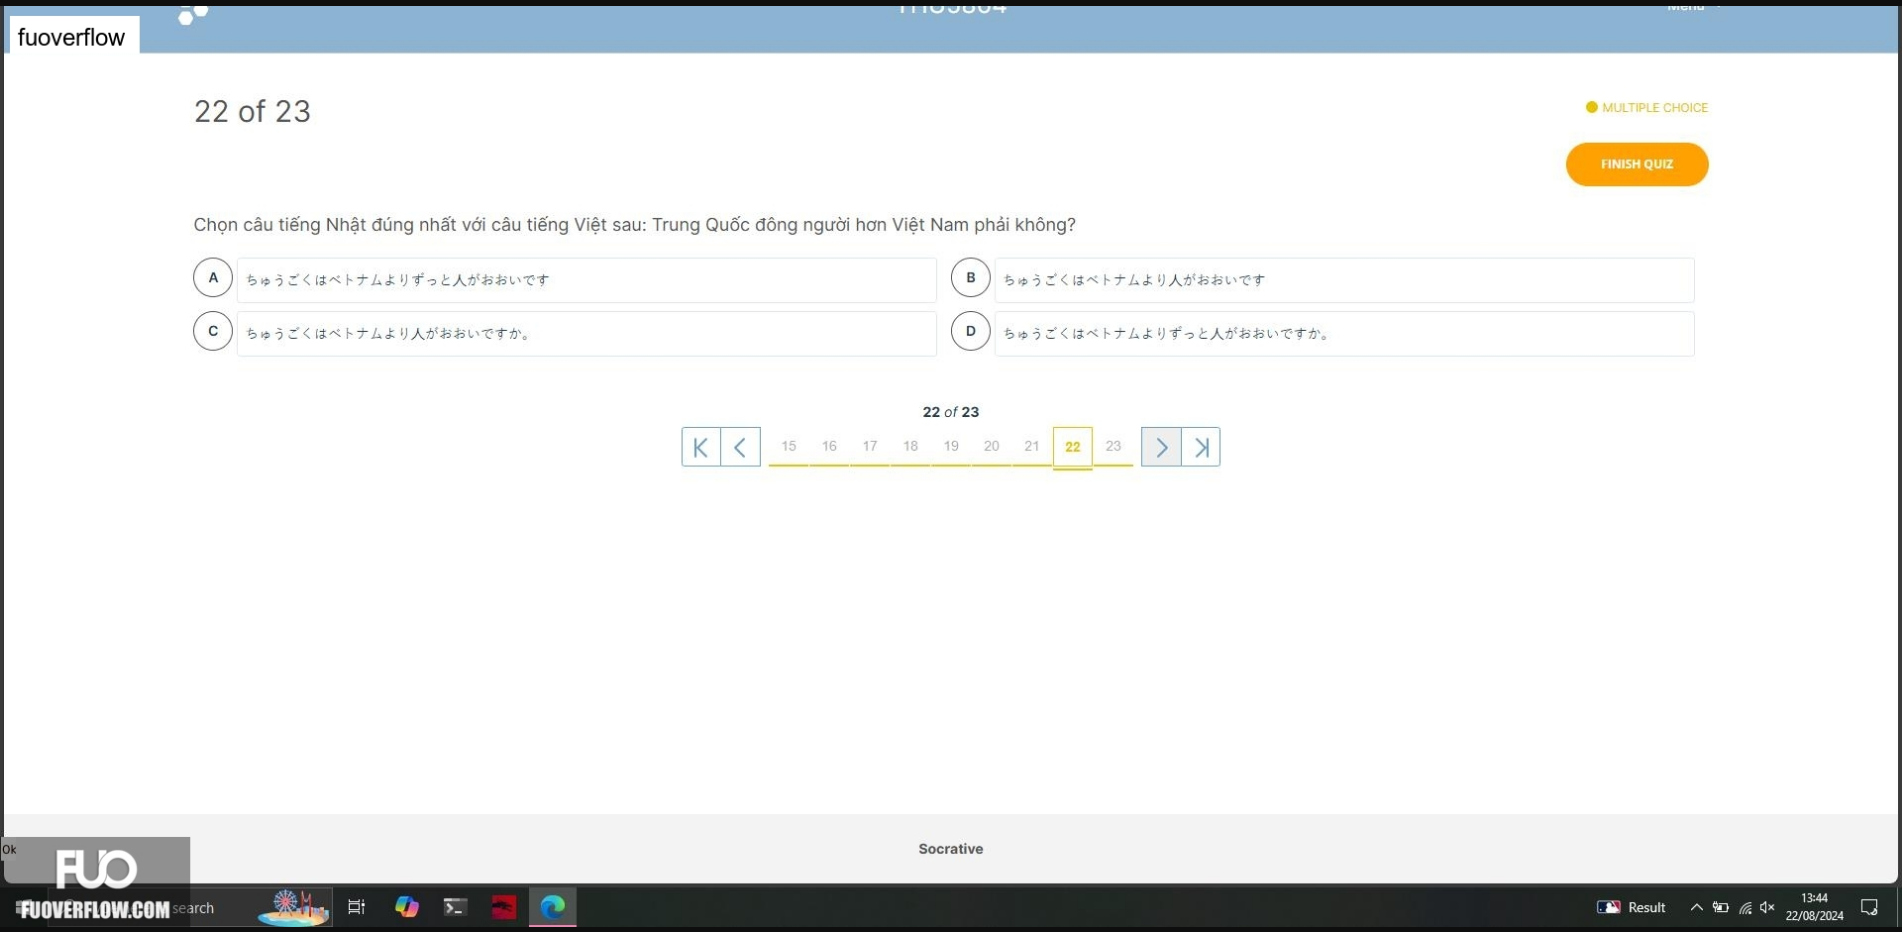 fuoverflow
22 of 23
MULTIPLE CHOICE
FINISH QUIZ
Chọn câu tiếng Nhật đúng nhất với câu tiếng Việt sau: Trung Quốc đông người hơn Việt Nam phải không?
A ちゅうごくはベトナムよりずっと人がおおいです
B ちゅうごくはベトナムより人がおおいです
C ちゅうごくはベトナムより人がおおいですか。
D ちゅうごくはベトナムよりずっと人がおおいですか。
22 of 23
15 16 17 18 19 20 21 22 23
Socrative
Ok
FUO
FUOVERFLOW.COM
search
Result
13:44
22/08/2024